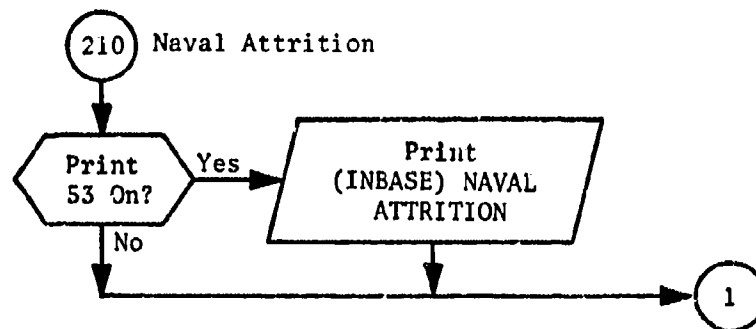 210 Naval Attrition
Print
53 On?
Yes
Print
(INBASE) NAVAL
ATTRITION
No
1